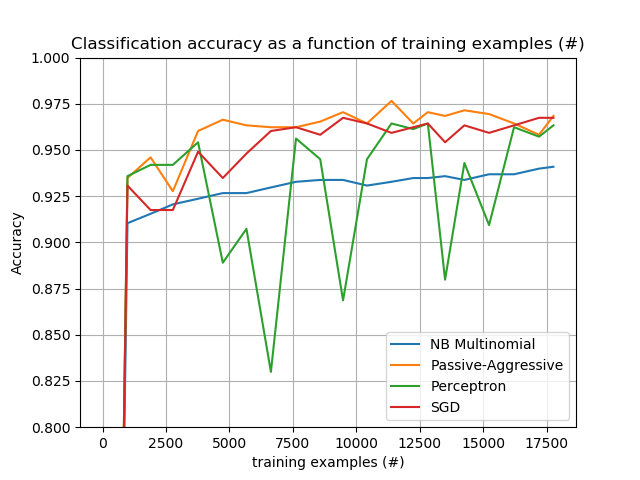 Classification accuracy as a function of training examples (#)
1.000
0.975
0.950
0.925
0.900
0.875
0.850
0.825
0.800
Accuracy
NB Multinomial
Passive-Aggressive
Perceptron
SGD
0 2500 5000 7500 10000 12500 15000 17500
training examples (#)